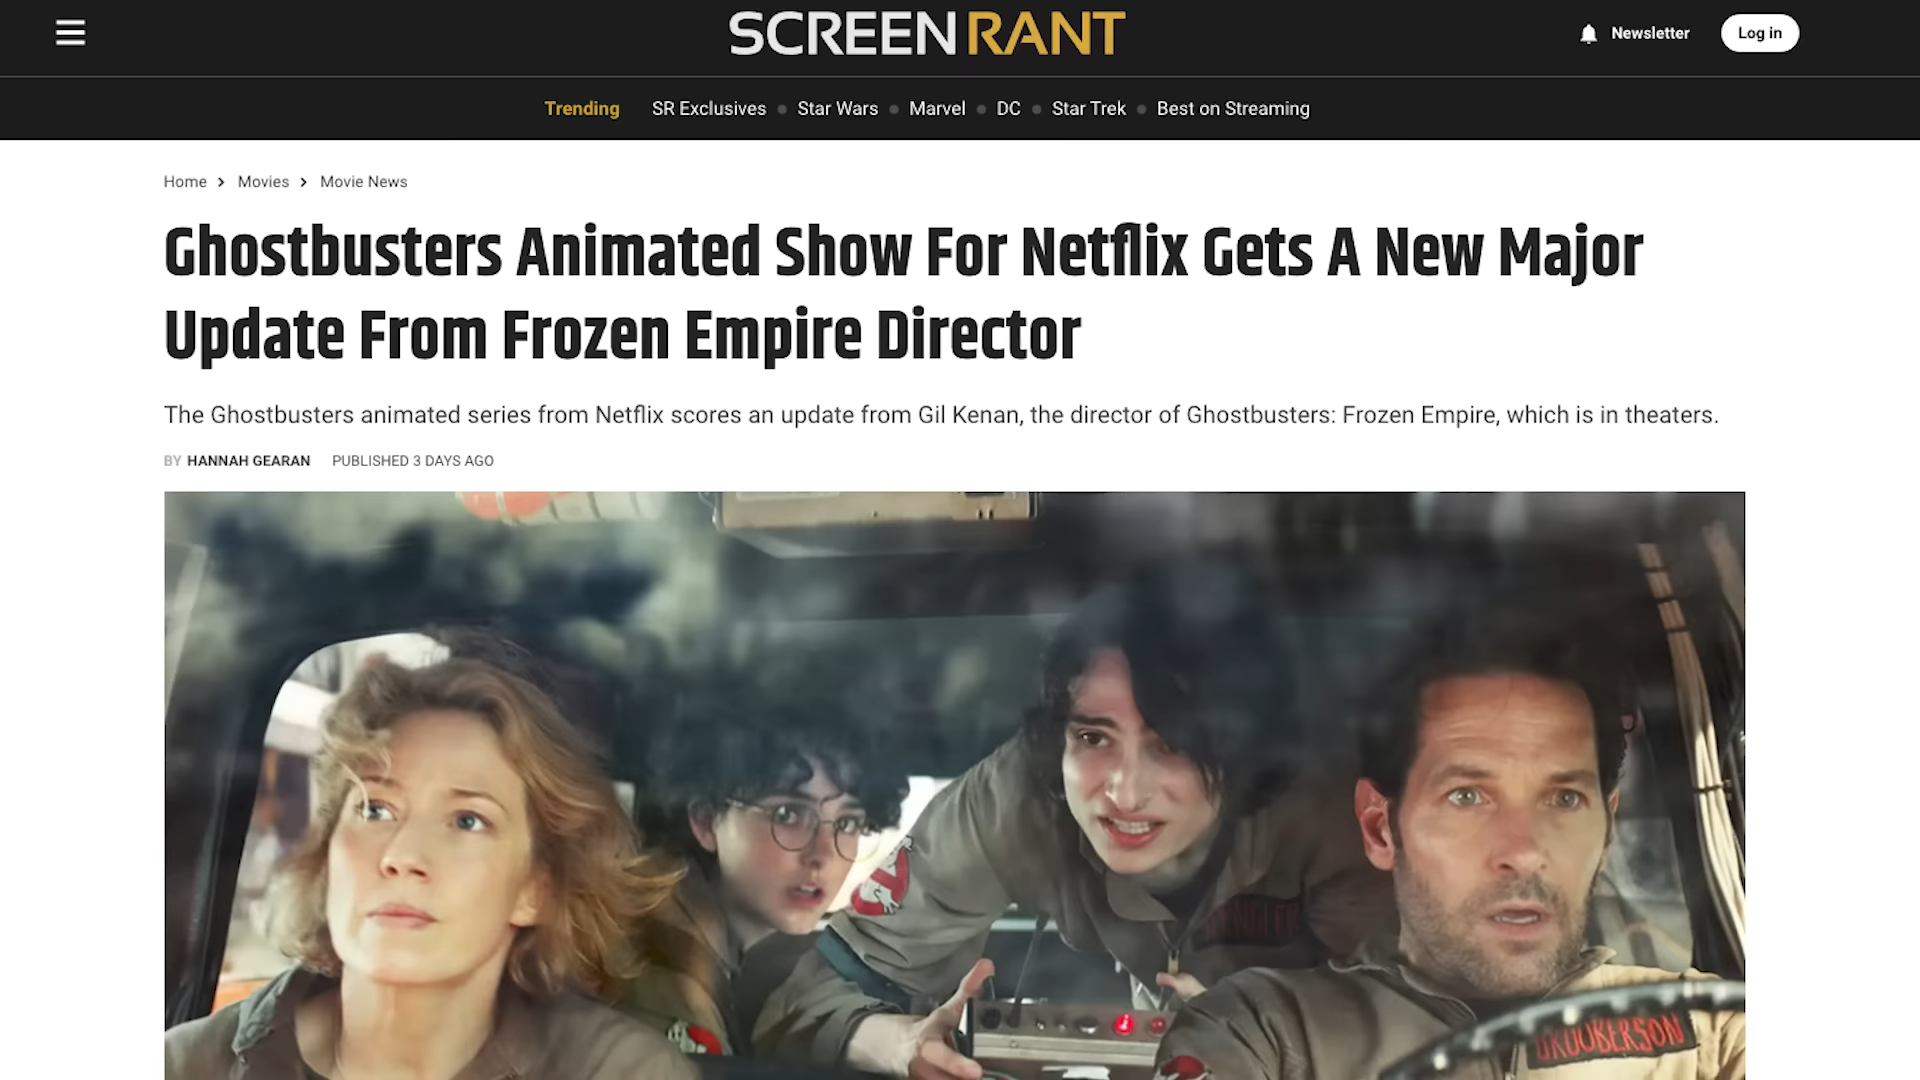 SCREENRANT
Newsletter
Log in
Trending
SR Exclusives
Star Wars
Marvel
DC
Star Trek
Best on Streaming
Home > Movies > Movie News
Ghostbusters Animated Show For Netflix Gets A New Major
Update From Frozen Empire Director
The Ghostbusters animated series from Netflix scores an update from Gil Kenan, the director of Ghostbusters: Frozen Empire, which is in theaters.
BY HANNAH GEARAN PUBLISHED 3 DAYS AGO